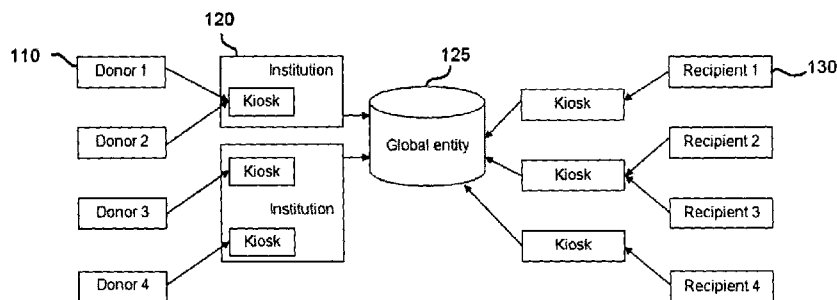 120
110
Donor 1
Institution
Kiosk
125
Recipient 1
130
Kiosk
Donor 2
Global entity
Recipient 2
Kiosk
Kiosk
Donor 3
Institution
Recipient 3
Kiosk
Kiosk
Donor 4
Recipient 4